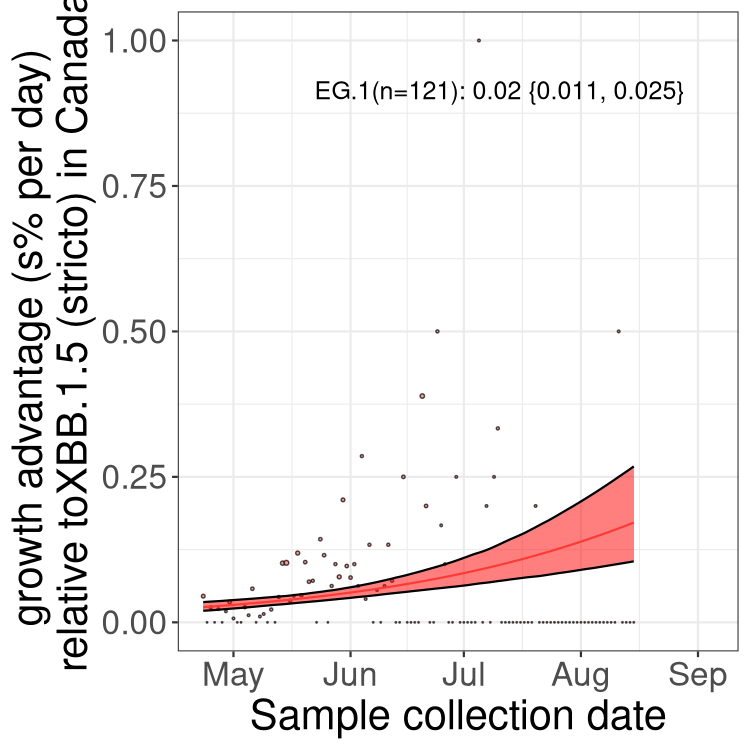 growth advantage (s% per day)
relative toXBB.1.5 (stricto) in Canada
1.00
0.75
0.50
0.25
0.00
EG.1(n=121): 0.02 {0.011, 0.025}
May Jun Jul Aug Sep
Sample collection date